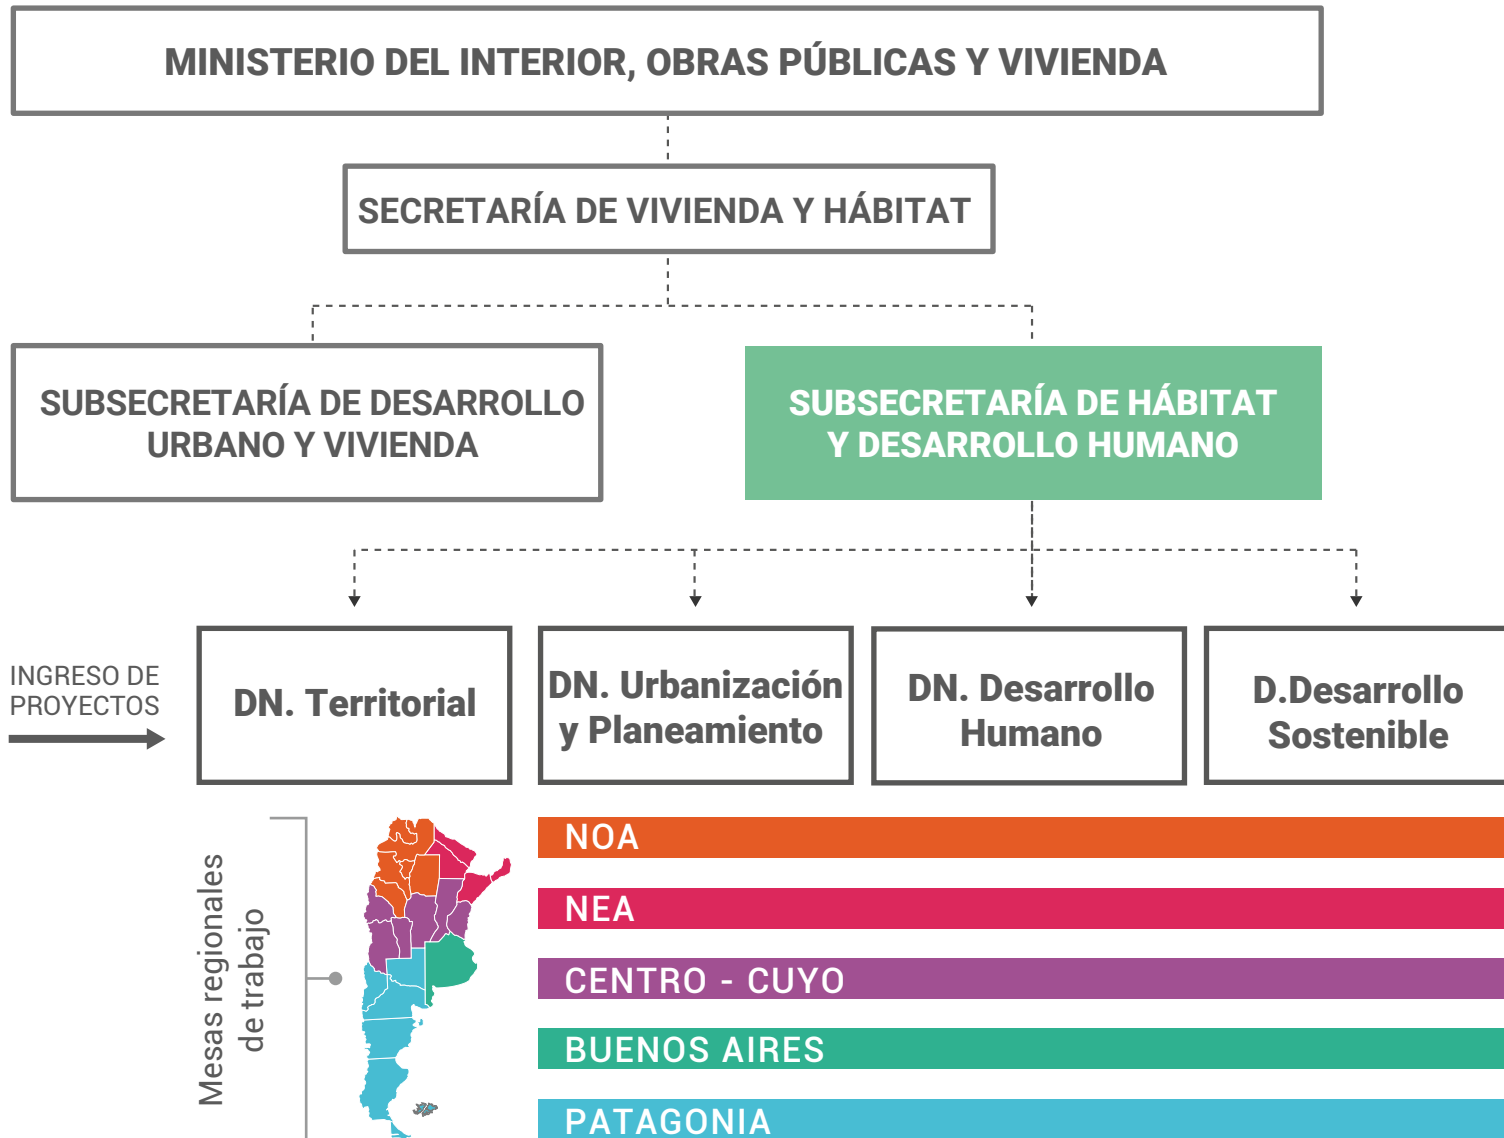 MINISTERIO DEL INTERIOR, OBRAS PÚBLICAS Y VIVIENDA
SECRETARÍA DE VIVIENDA Y HÁBITAT
SUBSECRETARÍA DE DESARROLLO
URBANO Y VIVIENDA
SUBSECRETARÍA DE HÁBITAT
Y DESARROLLO HUMANO
INGRESO DE
PROYECTOS
DN. Territorial
DN. Urbanización
y Planeamiento
DN. Desarrollo
Humano
D.Desarrollo
Sostenible
Mesas regionales
de trabajo
NOA
NEA
CENTRO - CUYO
BUENOS AIRES
PATAGONIA